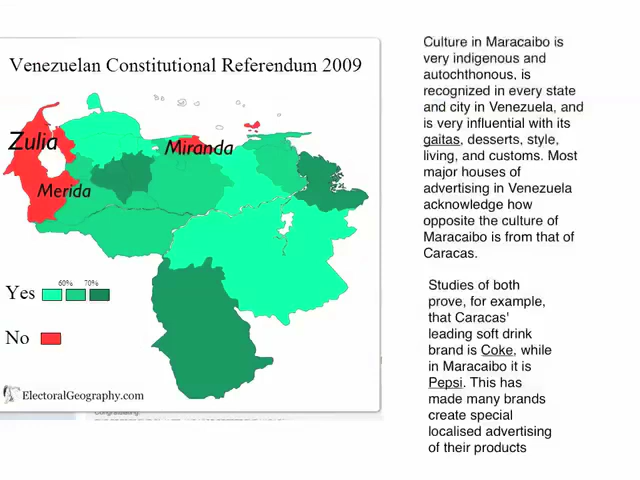 Venezuelan Constitutional Referendum 2009
Zulia
Miranda
Merida
60% 70%
Yes
No
ElectoralGeography.com
Culture in Maracaibo is
very indigenous and
autochthonous, is
recognized in every state
and city in Venezuela, and
is very influential with its
gaitas, desserts, style,
living, and customs. Most
major houses of
advertising in Venezuela
acknowledge how
opposite the culture of
Maracaibo is from that of
Caracas.
Studies of both
prove, for example,
that Caracas'
leading soft drink
brand is Coke, while
in Maracaibo it is
Pepsi. This has
made many brands
create special
localised advertising
of their products